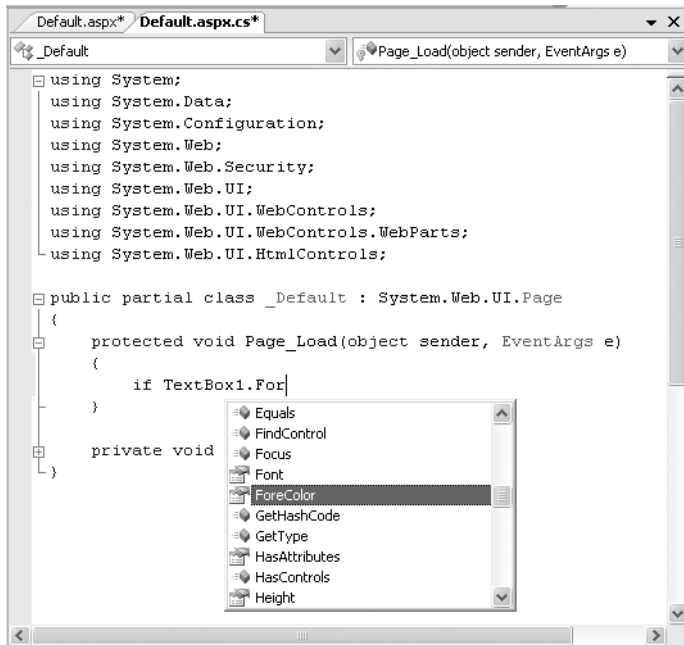 Default.aspx* Default.aspx.cs*
_Default Page_Load(object sender, EventArgs e)
using System;
using System.Data;
using System.Configuration;
using System.Web;
using System.Web.Security;
using System.Web.UI;
using System.Web.UI.WebControls;
using System.Web.UI.WebControls.WebParts;
using System.Web.UI.HtmlControls;
public partial class _Default : System.Web.UI.Page
{
protected void Page_Load(object sender, EventArgs e)
{
if TextBox1.For
}
private void
}
Equals
FindControl
Focus
Font
ForeColor
GetHashCode
GetType
HasAttributes
HasControls
Height